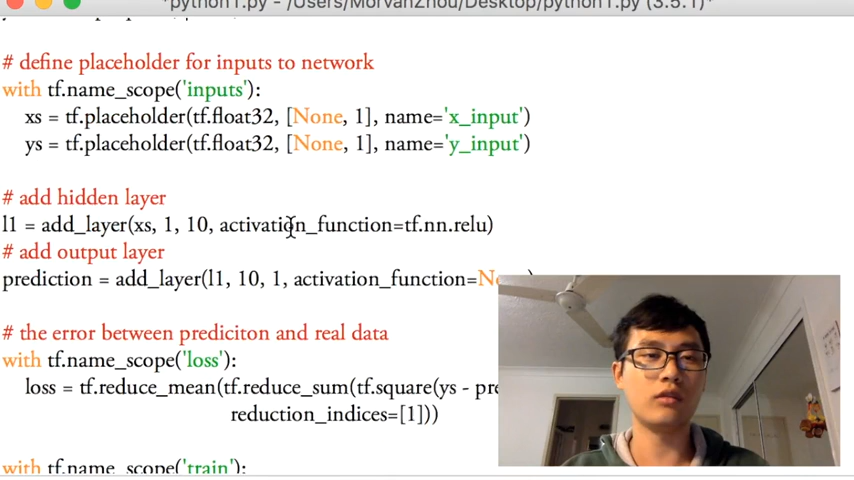 *python1.py - /Users/MorvanZhou/Desktop/python1.py (3.5.1)*
# define placeholder for inputs to network
with tf.name_scope('inputs'):
xs = tf.placeholder(tf.float32, [None, 1], name='x_input')
ys = tf.placeholder(tf.float32, [None, 1], name='y_input')
# add hidden layer
l1 = add_layer(xs, 1, 10, activation_function=tf.nn.relu)
# add output layer
prediction = add_layer(l1, 10, 1, activation_function=
# the error between prediciton and real data
with tf.name_scope('loss'):
loss = tf.reduce_mean(tf.reduce_sum(tf.square(ys - pre
reduction_indices=[1]))
with tf.name_scope('train'):